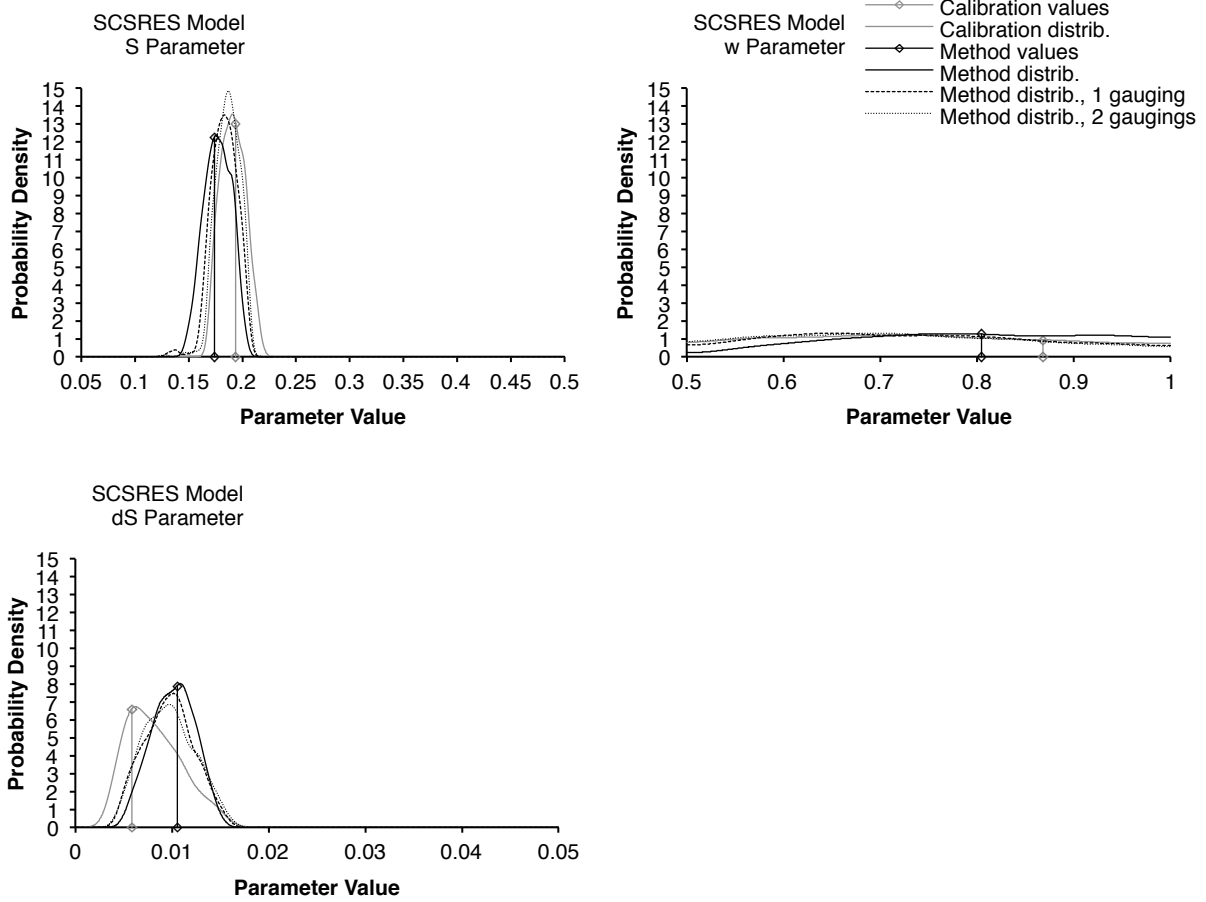 SCSRES Model
S Parameter
15
14
13
12
11
10
9
8
7
6
5
4
3
2
1
0
Probability Density
0.05 0.1 0.15 0.2 0.25 0.3 0.35 0.4 0.45 0.5
Parameter Value
SCSRES Model
w Parameter
Calibration values
Calibration distrib.
Method values
Method distrib.
Method distrib., 1 gauging
Method distrib., 2 gaugings
15
14
13
12
11
10
9
8
7
6
5
4
3
2
1
0
Probability Density
0.5 0.6 0.7 0.8 0.9 1
Parameter Value
SCSRES Model
dS Parameter
15
14
13
12
11
10
9
8
7
6
5
4
3
2
1
0
Probability Density
0 0.01 0.02 0.03 0.04 0.05
Parameter Value